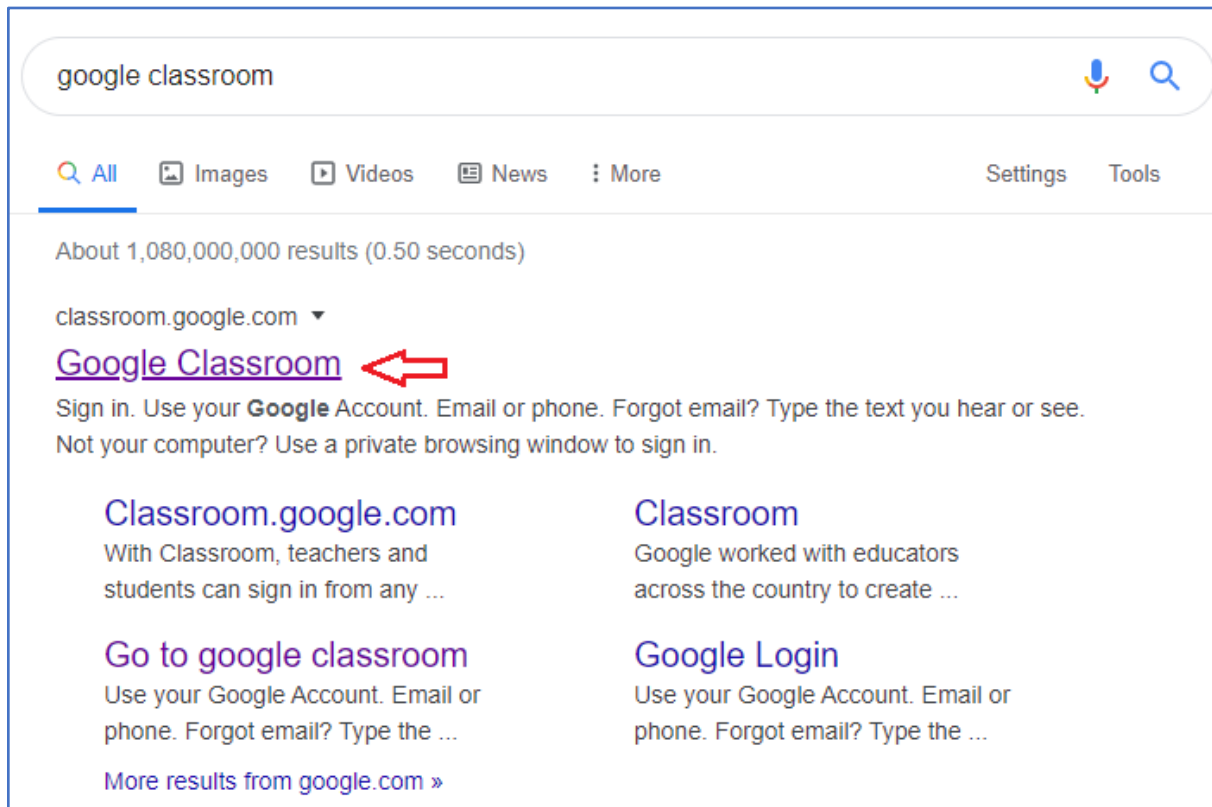 google classroom
All Images Videos News More Settings Tools
About 1,080,000,000 results (0.50 seconds)
classroom.google.com
Google Classroom
Sign in. Use your Google Account. Email or phone. Forgot email? Type the text you hear or see.
Not your computer? Use a private browsing window to sign in.
Classroom.google.com
With Classroom, teachers and
students can sign in from any ...
Classroom
Google worked with educators
across the country to create ...
Go to google classroom
Use your Google Account. Email or
phone. Forgot email? Type the ...
Google Login
Use your Google Account. Email or
phone. Forgot email? Type the ...
More results from google.com »